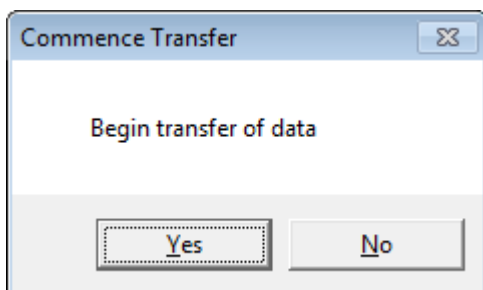 Commence Transfer
Begin transfer of data
Yes No